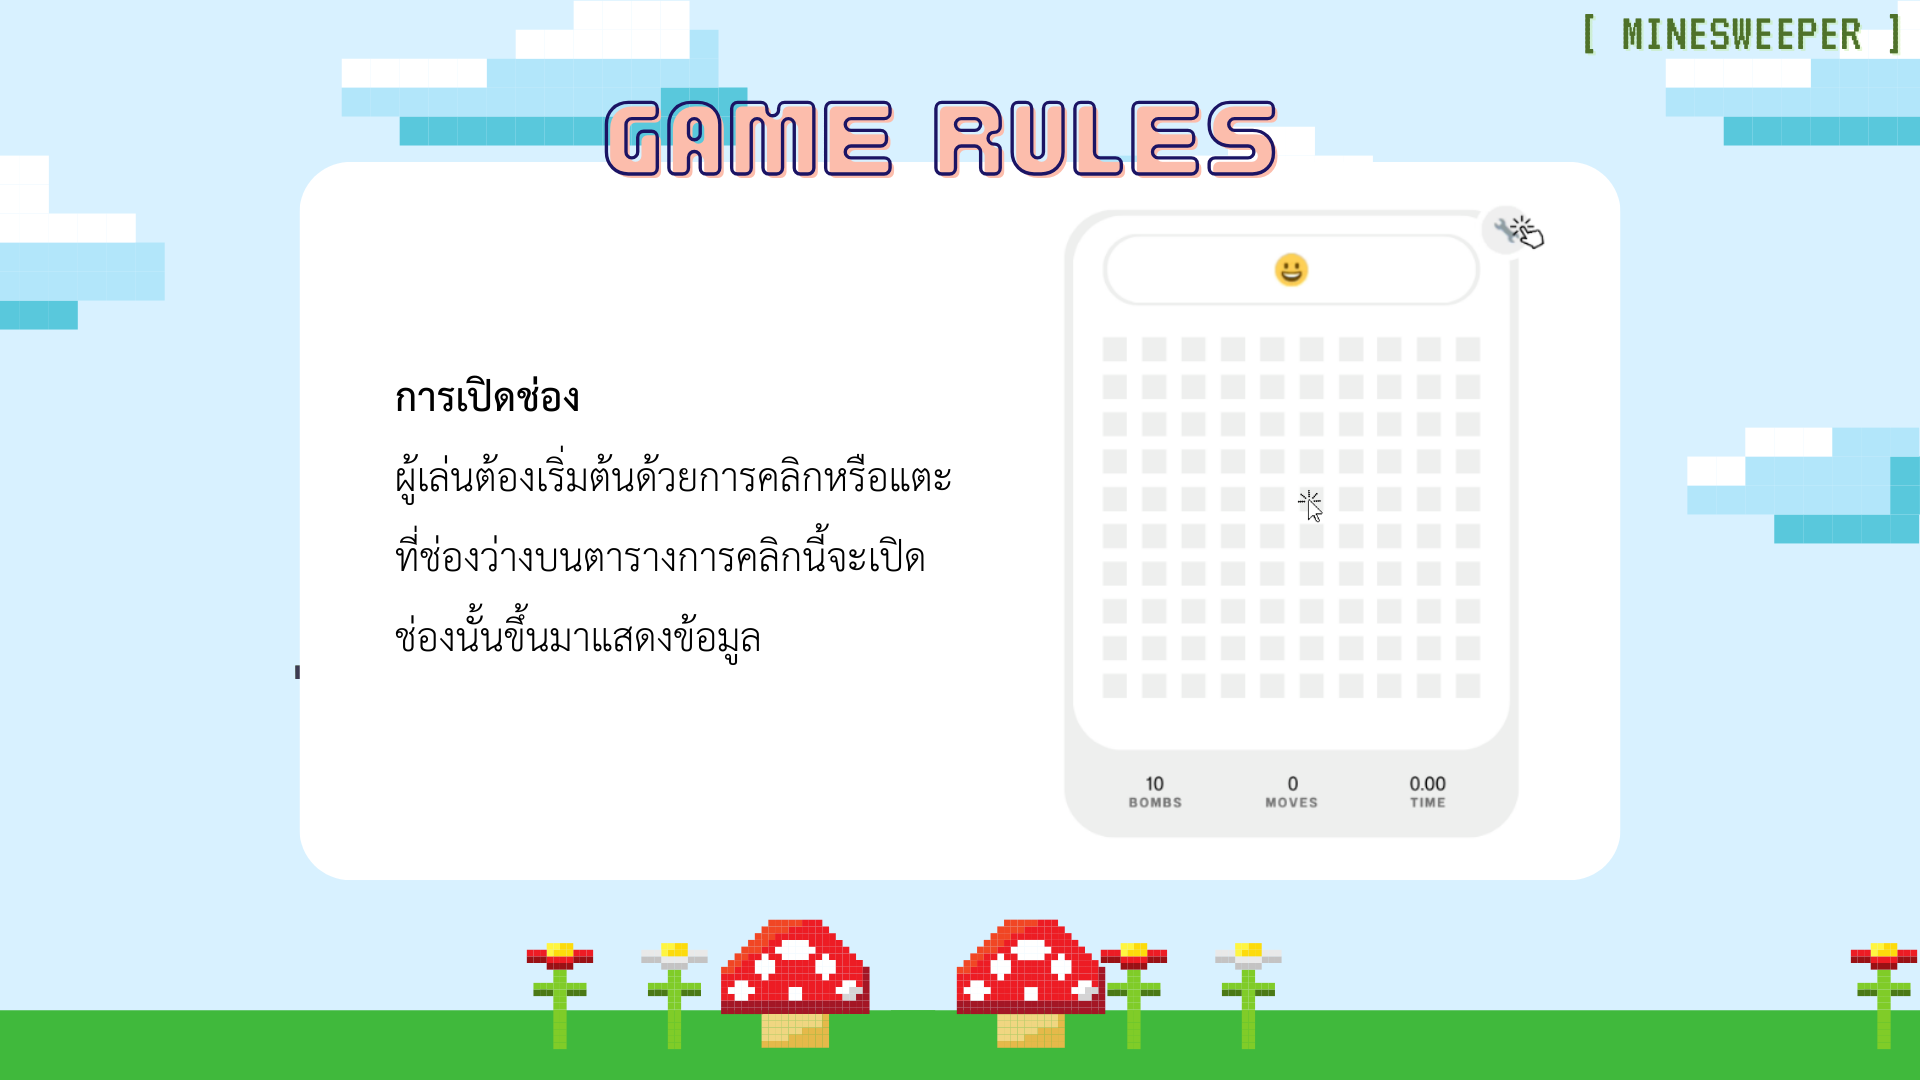 [ MINESWEEPER ]
GAME RULES
การเปิดช่อง
ผู้เล่นต้องเริ่มต้นด้วยการคลิกหรือแตะ
ที่ช่องว่างบนตารางการคลิกนี้จะเปิด
ช่องนั้นขึ้นมาแสดงข้อมูล
10 0 0.00
BOMBS MOVES TIME